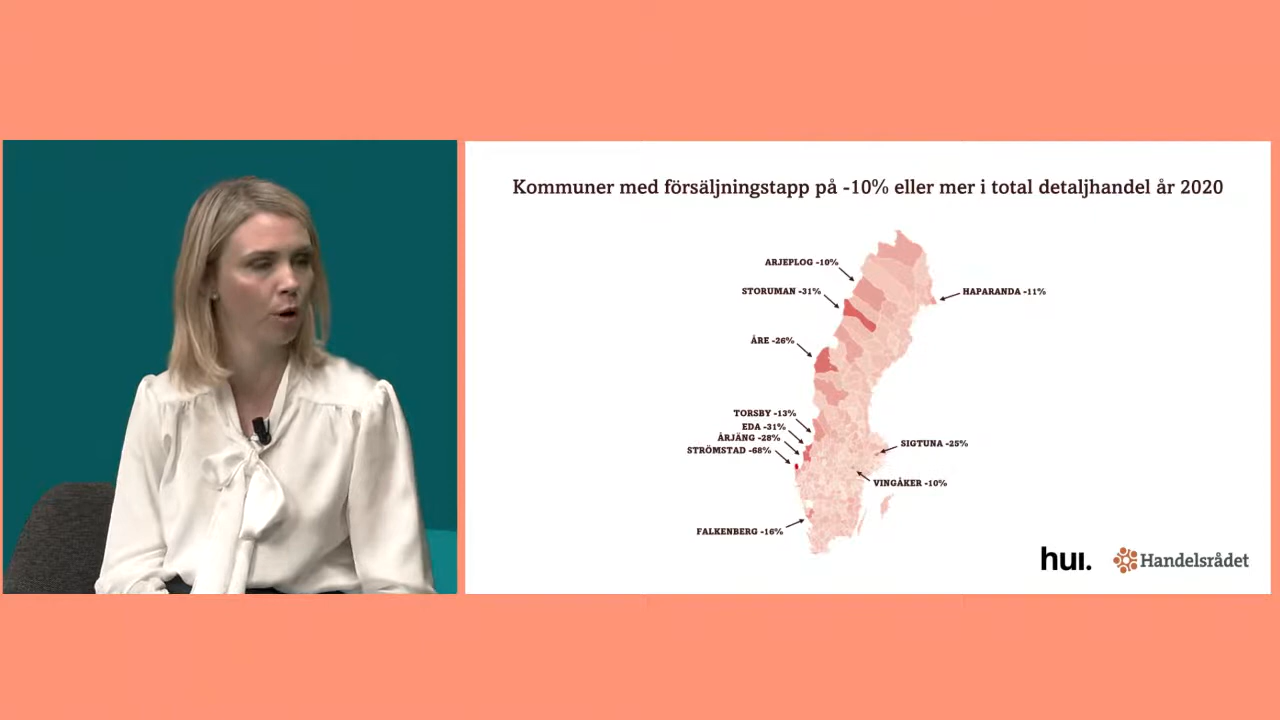 Kommuner med försäljningstapp på -10% eller mer i total detaljhandel år 2020
ARJEPLOG -10%
STORUMAN -31%
HAPARANDA -11%
ÅRE -26%
TORSBY -13%
EDA -31%
ÅRJÄNG -28%
STRÖMSTAD -68%
SIGTUNA -25%
VINGÅKER -10%
FALKENBERG -16%
hui.
Handelsrådet